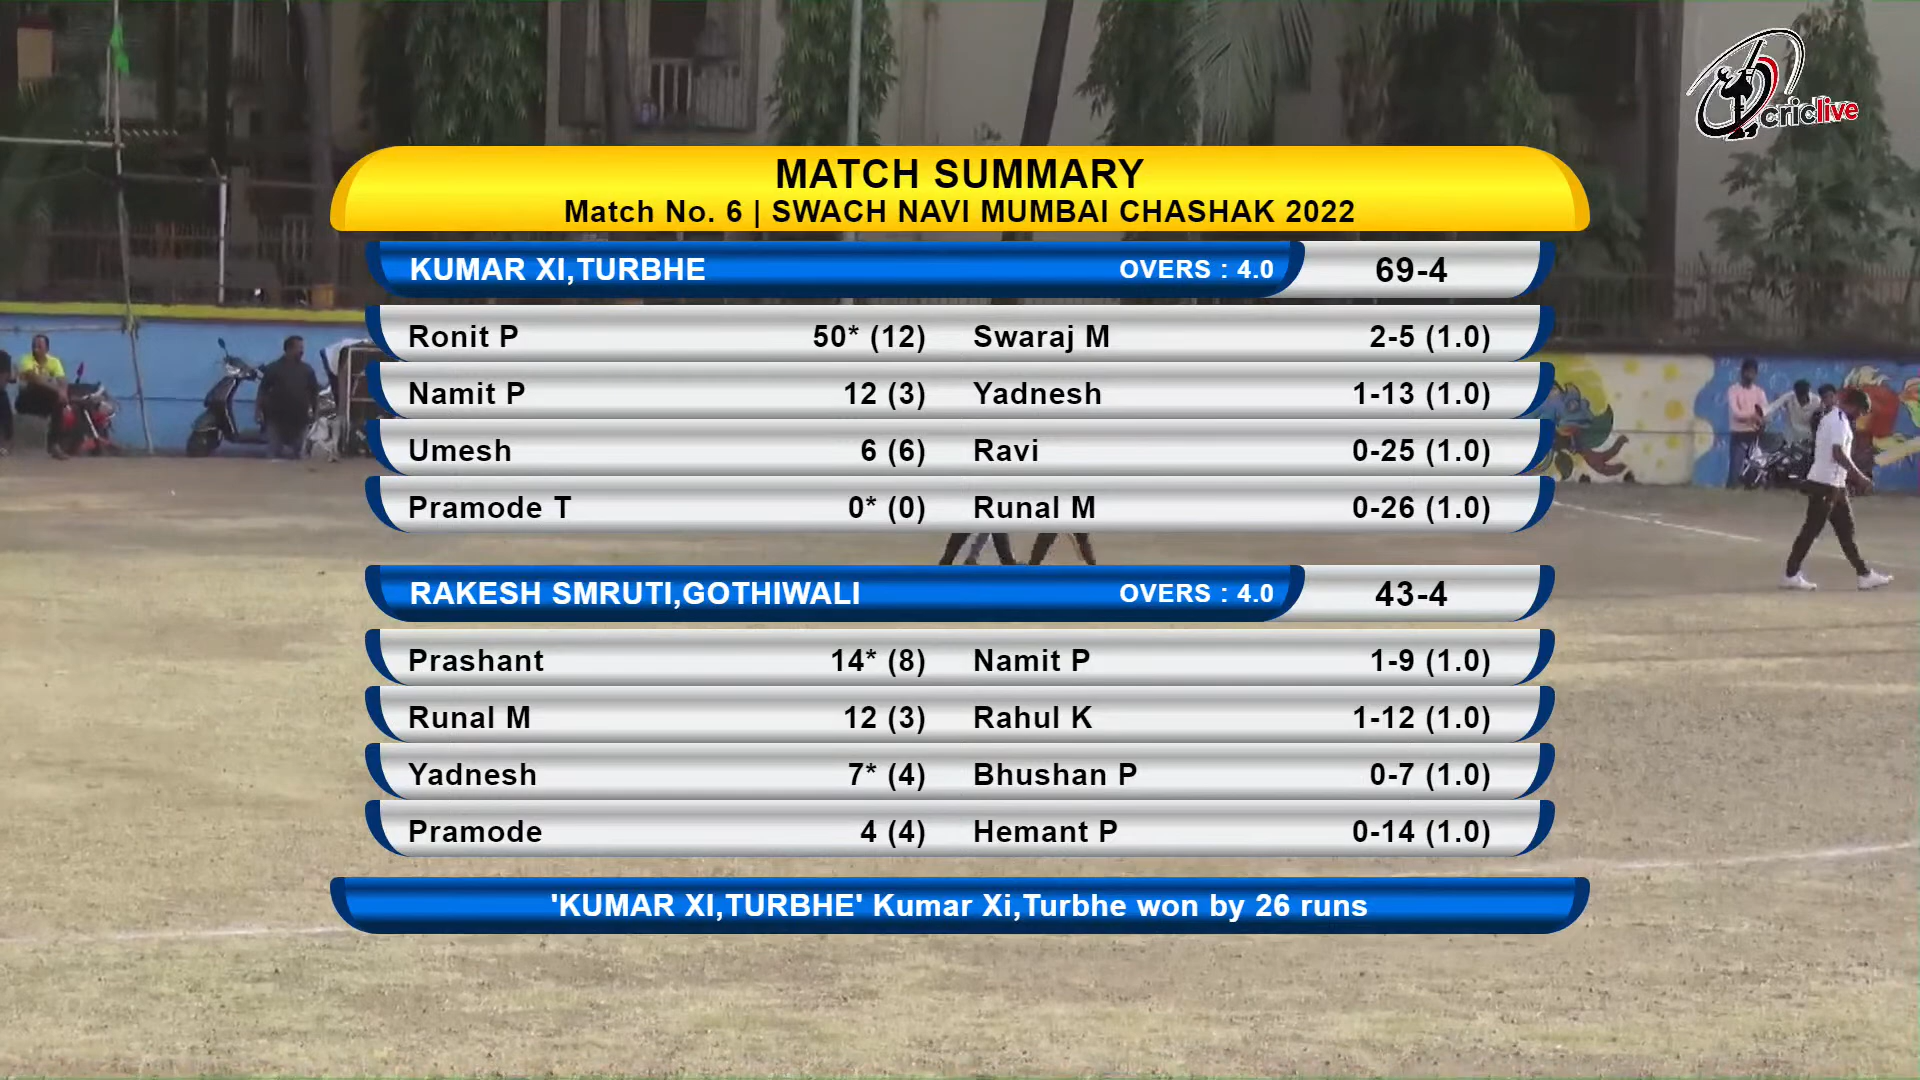 criclive
MATCH SUMMARY
Match No. 6 | SWACH NAVI MUMBAI CHASHAK 2022
KUMAR XI,TURBHE OVERS : 4.0 69-4
Ronit P 50* (12) Swaraj M 2-5 (1.0)
Namit P 12 (3) Yadnesh 1-13 (1.0)
Umesh 6 (6) Ravi 0-25 (1.0)
Pramode T 0* (0) Runal M 0-26 (1.0)
RAKESH SMRUTI,GOTHIWALI OVERS : 4.0 43-4
Prashant 14* (8) Namit P 1-9 (1.0)
Runal M 12 (3) Rahul K 1-12 (1.0)
Yadnesh 7* (4) Bhushan P 0-7 (1.0)
Pramode 4 (4) Hemant P 0-14 (1.0)
'KUMAR XI,TURBHE' Kumar Xi,Turbhe won by 26 runs